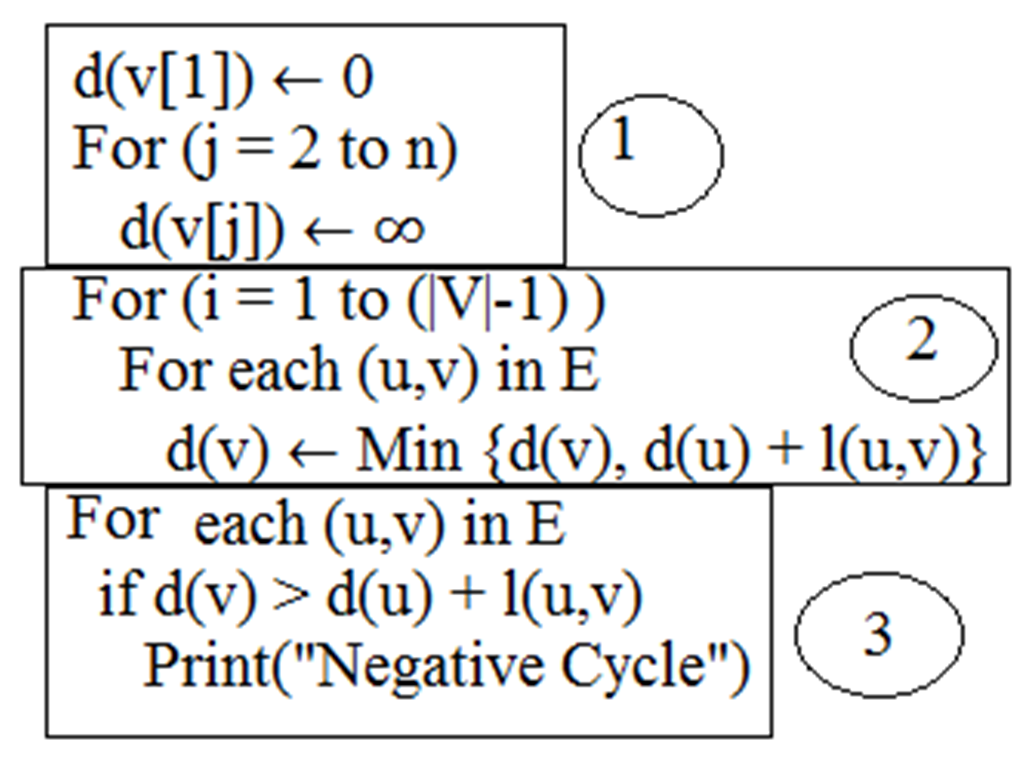 d(v[1]) ← 0
For (j = 2 to n)
d(v[j]) ← ∞
1
For (i = 1 to (|V|-1) )
For each (u,v) in E
d(v) ← Min {d(v), d(u) + l(u,v)}
2
For each (u,v) in E
if d(v) > d(u) + l(u,v)
Print("Negative Cycle")
3